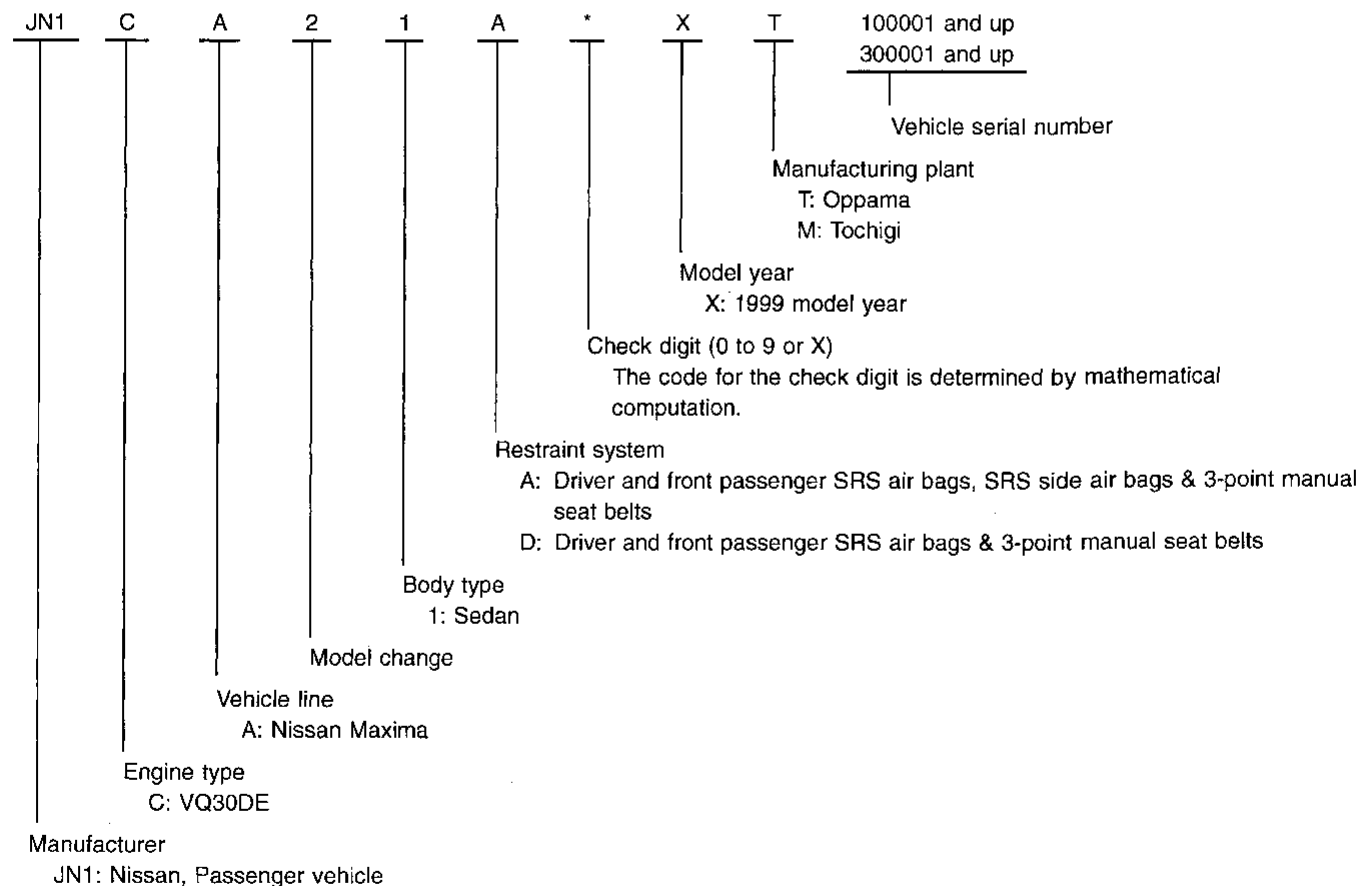 JN1 C A 2 1 A * X T 100001 and up
300001 and up
Vehicle serial number
Manufacturing plant
T: Oppama
M: Tochigi
Model year
X: 1999 model year
Check digit (0 to 9 or X)
The code for the check digit is determined by mathematical
computation.
Restraint system
A: Driver and front passenger SRS air bags, SRS side air bags & 3-point manual
seat belts
D: Driver and front passenger SRS air bags & 3-point manual seat belts
Body type
1: Sedan
Model change
Vehicle line
A: Nissan Maxima
Engine type
C: VQ30DE
Manufacturer
JN1: Nissan, Passenger vehicle